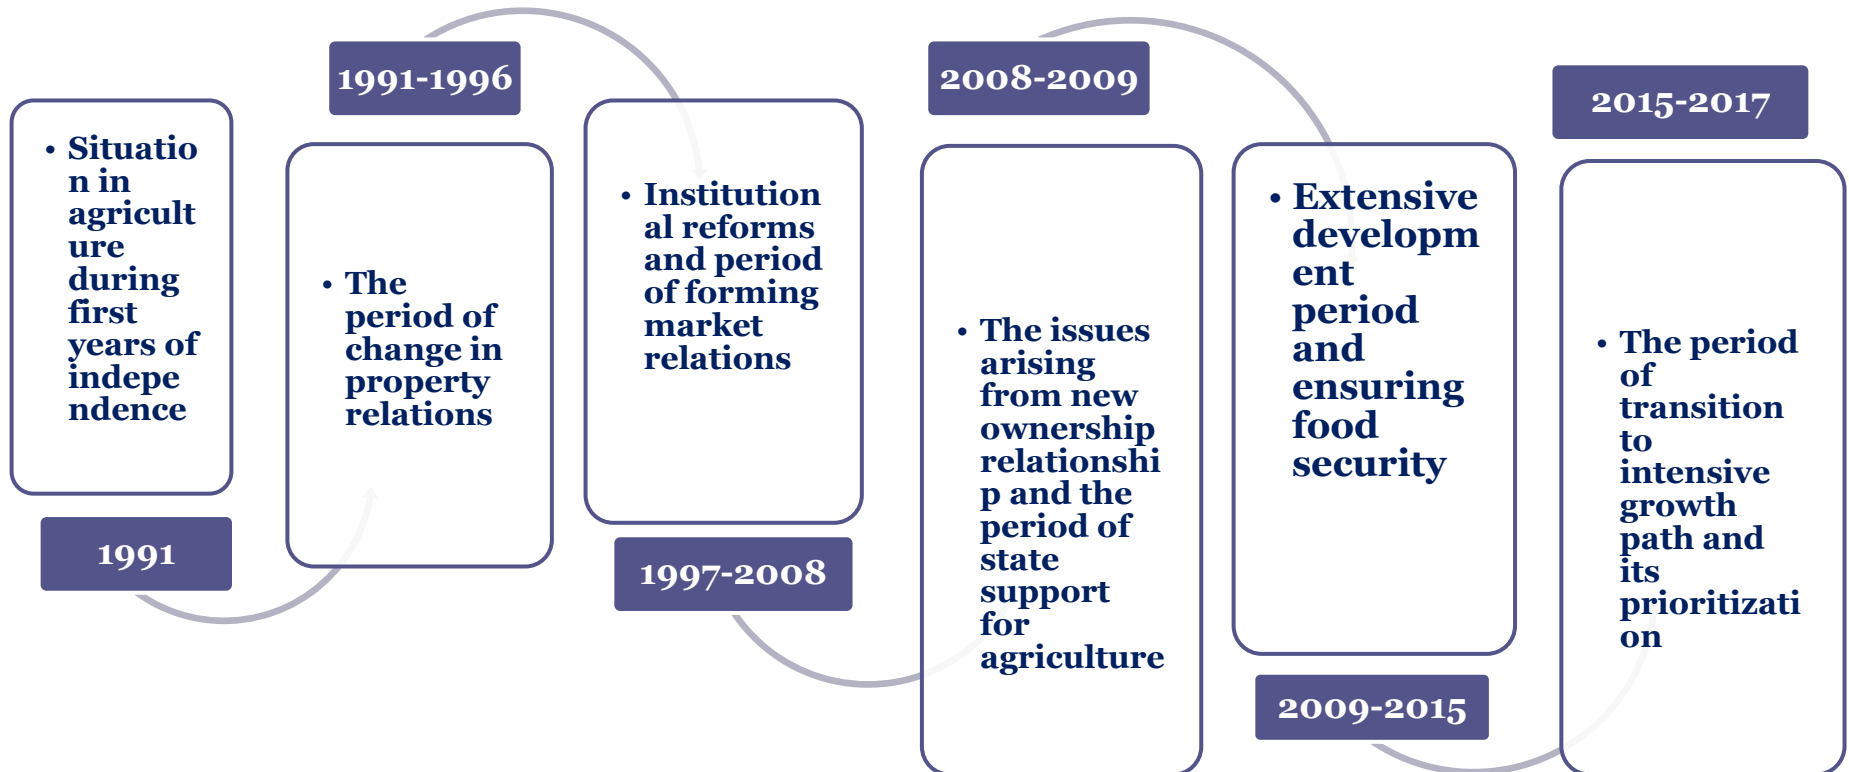 • Situatio
n in
agricult
ure
during
first
years of
indepe
ndence
1991
1991-1996
• The
period of
change in
property
relations
• Institution
al reforms
and period
of forming
market
relations
1997-2008
2008-2009
• The issues
arising
from new
ownership
relationshi
p and the
period of
state
support
for
agriculture
• Extensive
developm
ent
period
and
ensuring
food
security
2009-2015
2015-2017
• The period
of
transition
to
intensive
growth
path and
its
prioritizati
on